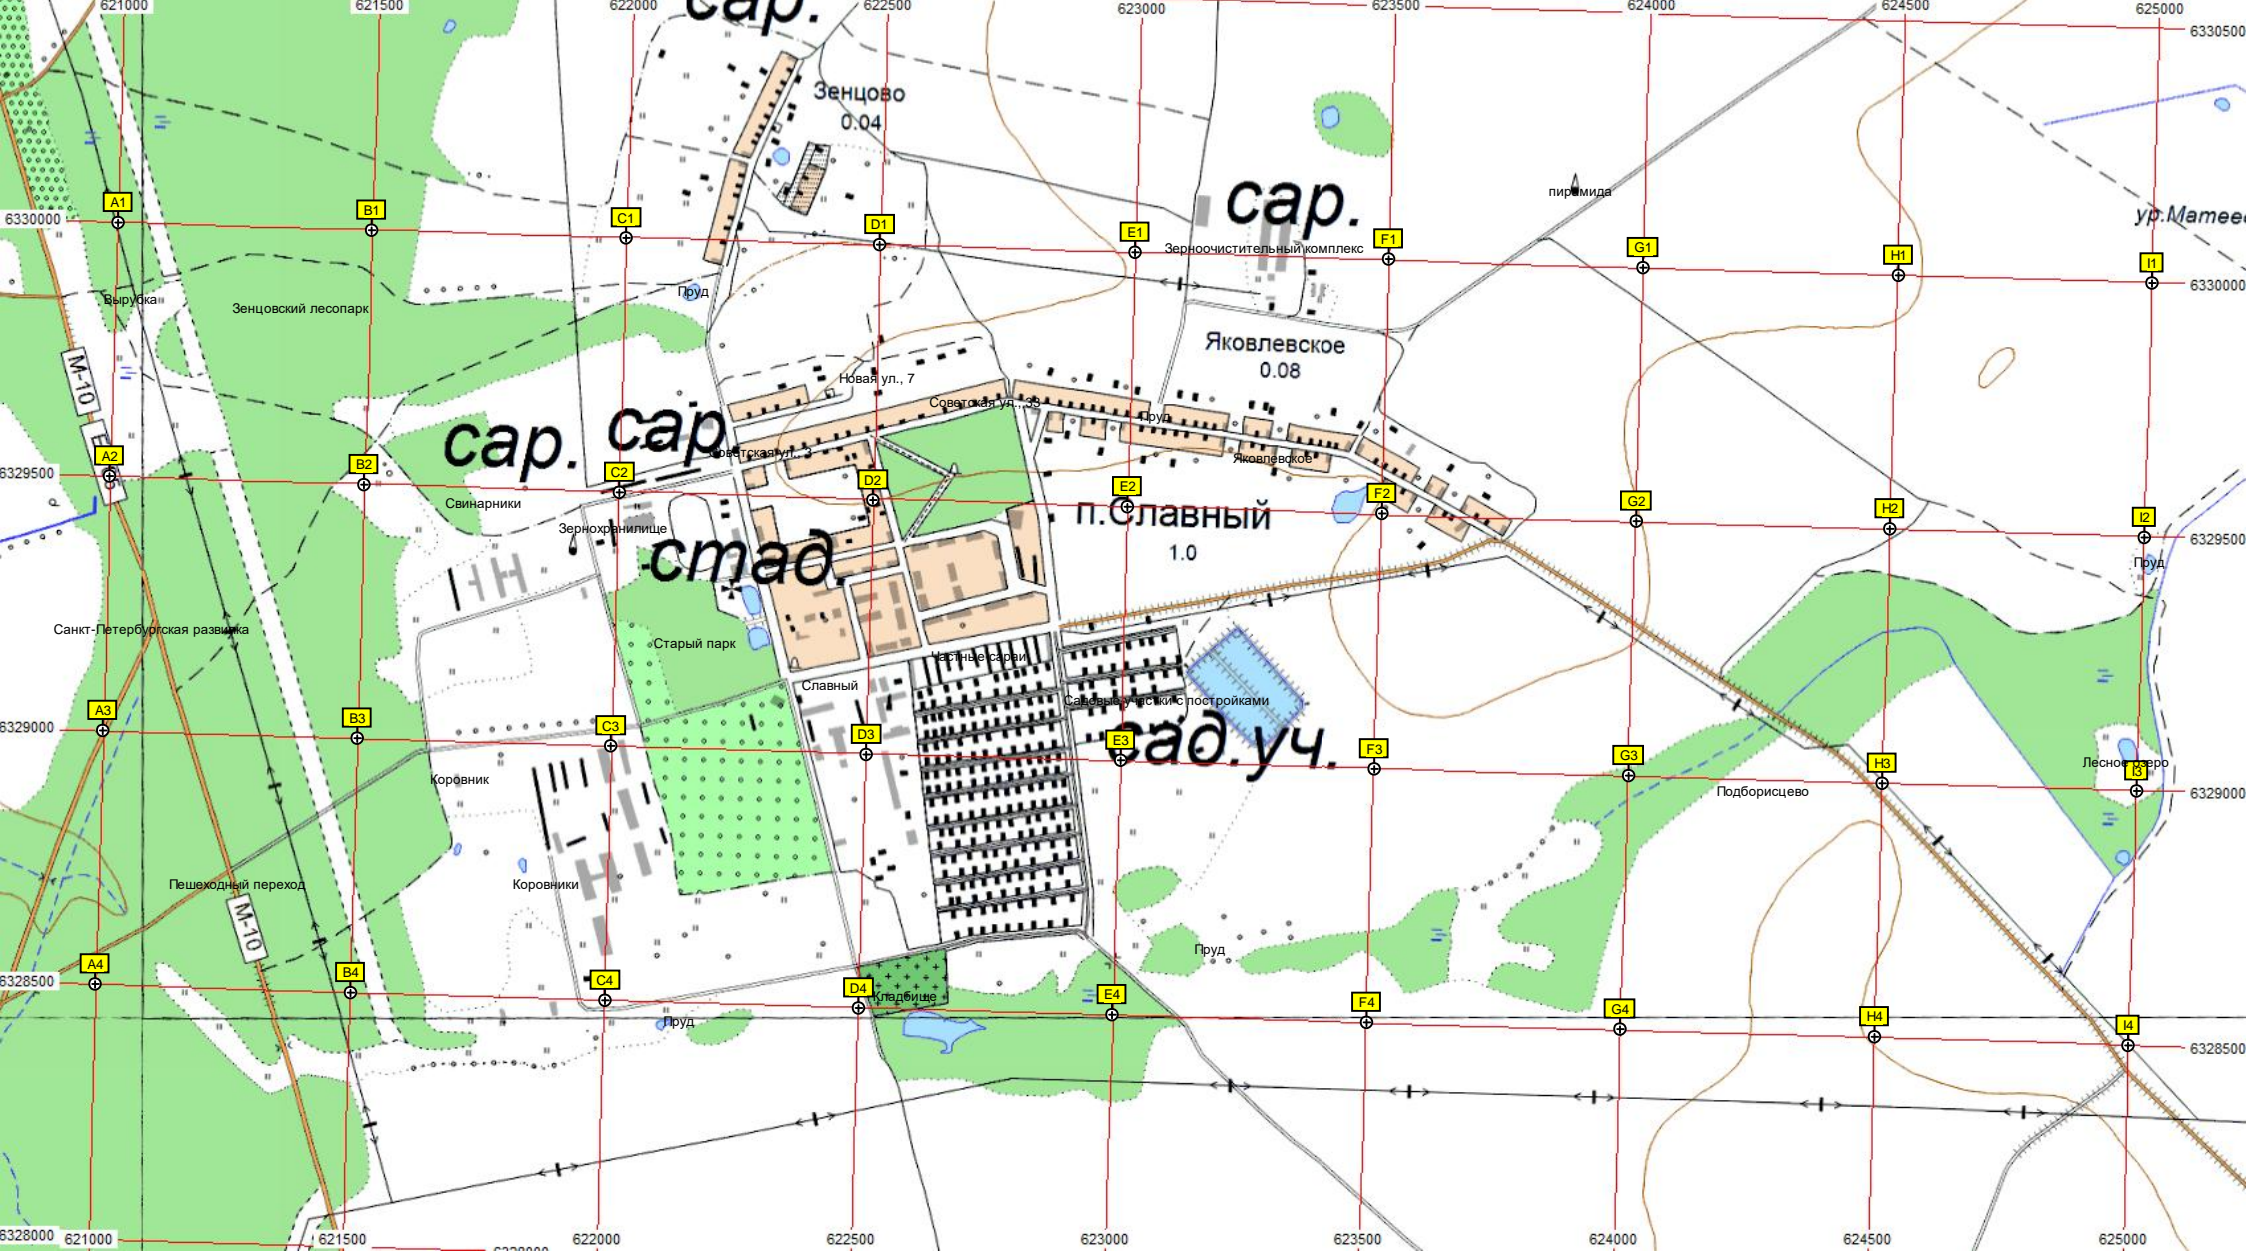 621000 621500 622000 622500 623000 623500 624000 624500 625000
сар.
6330500
Зенцово
0.04
сар.
пирамида
A1 B1 C1 D1 E1 F1 G1 H1 I1
6330000
Зерноочистительный комплекс
6330000
Вырубка
Зенцовский лесопарк
Пруд
Яковлевское
0.08
М-10
Новая ул., 7
Советская ул., 33
Пруд
сар. сар.
Советская ул., 3
Яковлевское
A2 B2 C2 D2 E2 F2 G2 H2 I2
6329500
Свинарники
Зернохранилище
п.Славный
1.0
6329500
стад.
Пруд
Санкт-Петербургская развилка
Старый парк
Частные сараи
Славный
Садовые участки с постройками
A3 B3 C3 D3 E3 F3 G3 H3 I3
6329000
сад.уч.
Лесное озеро
Коровник
Подборисцево
6329000
Пешеходный переход
Коровники
М-10
Пруд
A4 B4 C4 D4 E4 F4 G4 H4 I4
6328500
Кладбище
Пруд
6328500
6328000 621000 621500 622000 622500 623000 623500 624000 624500 625000